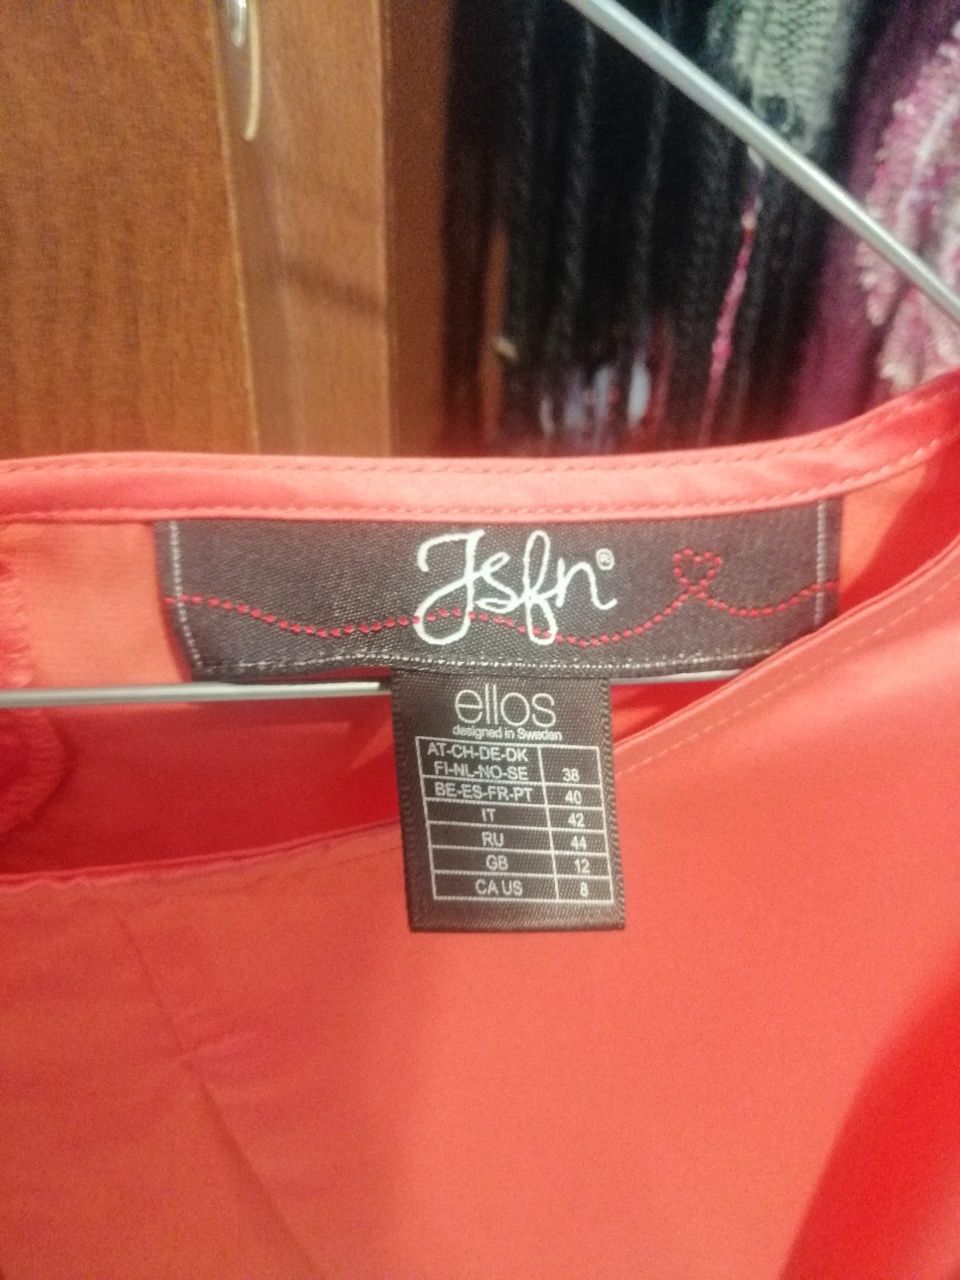 Jsfn®
ellos
designed in Sweden
AT-CH-DE-DK
FI-NL-NO-SE 38
BE-ES-FR-PT 40
IT 42
RU 44
GB 12
CA US 8